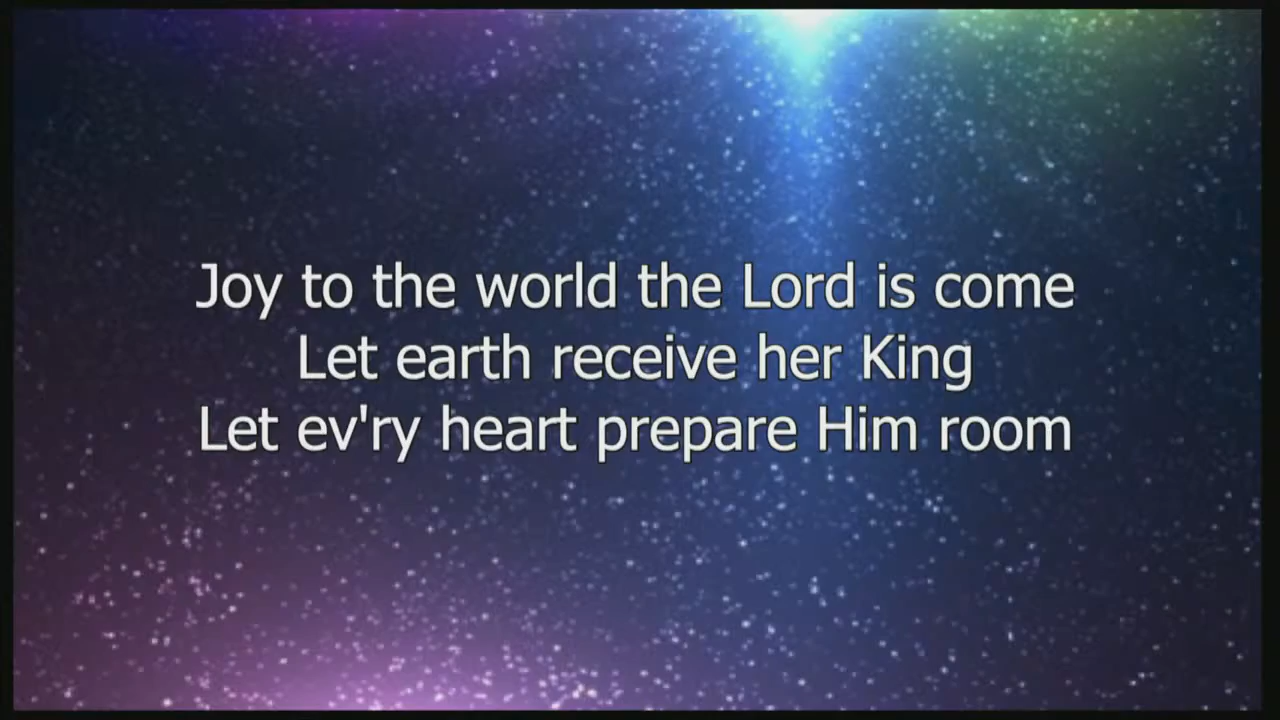 Joy to the world the Lord is come
Let earth receive her King
Let ev'ry heart prepare Him room